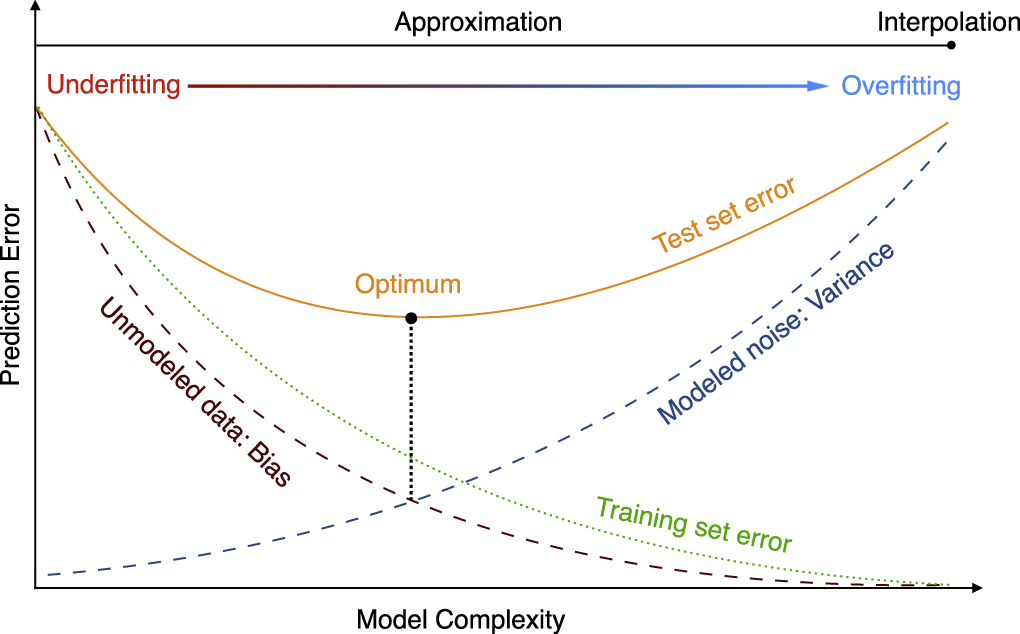 Approximation
Interpolation
Underfitting
Overfitting
Test set error
Optimum
Prediction Error
Unmodeled data: Bias
Modeled noise: Variance
Training set error
Model Complexity